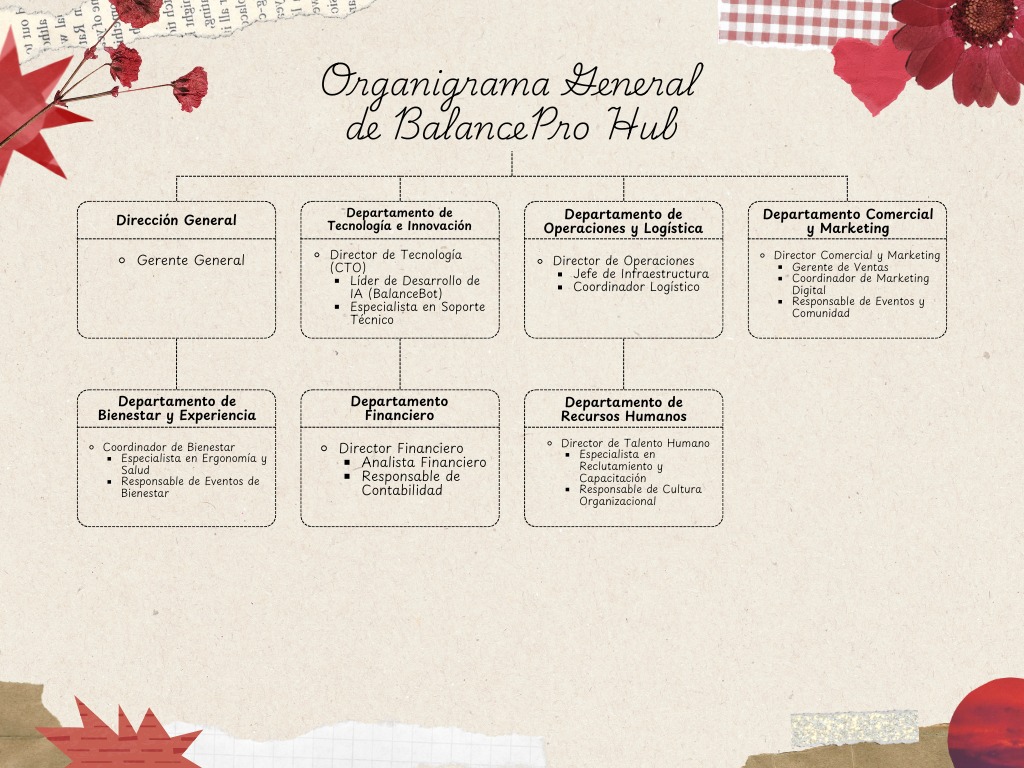 Organigrama General
de BalancePro Hub
Dirección General
Gerente General
Departamento de
Tecnología e Innovación
Director de Tecnología
(CTO)
Líder de Desarrollo de
IA (BalanceBot)
Especialista en Soporte
Técnico
Departamento de
Operaciones y Logística
Director de Operaciones
Jefe de Infraestructura
Coordinador Logístico
Departamento Comercial
y Marketing
Director Comercial y Marketing
Gerente de Ventas
Coordinador de Marketing
Digital
Responsable de Eventos y
Comunidad
Departamento de
Bienestar y Experiencia
Coordinador de Bienestar
Especialista en Ergonomía y
Salud
Responsable de Eventos de
Bienestar
Departamento
Financiero
Director Financiero
Analista Financiero
Responsable de
Contabilidad
Departamento de
Recursos Humanos
Director de Talento Humano
Especialista en
Reclutamiento y
Capacitación
Responsable de Cultura
Organizacional